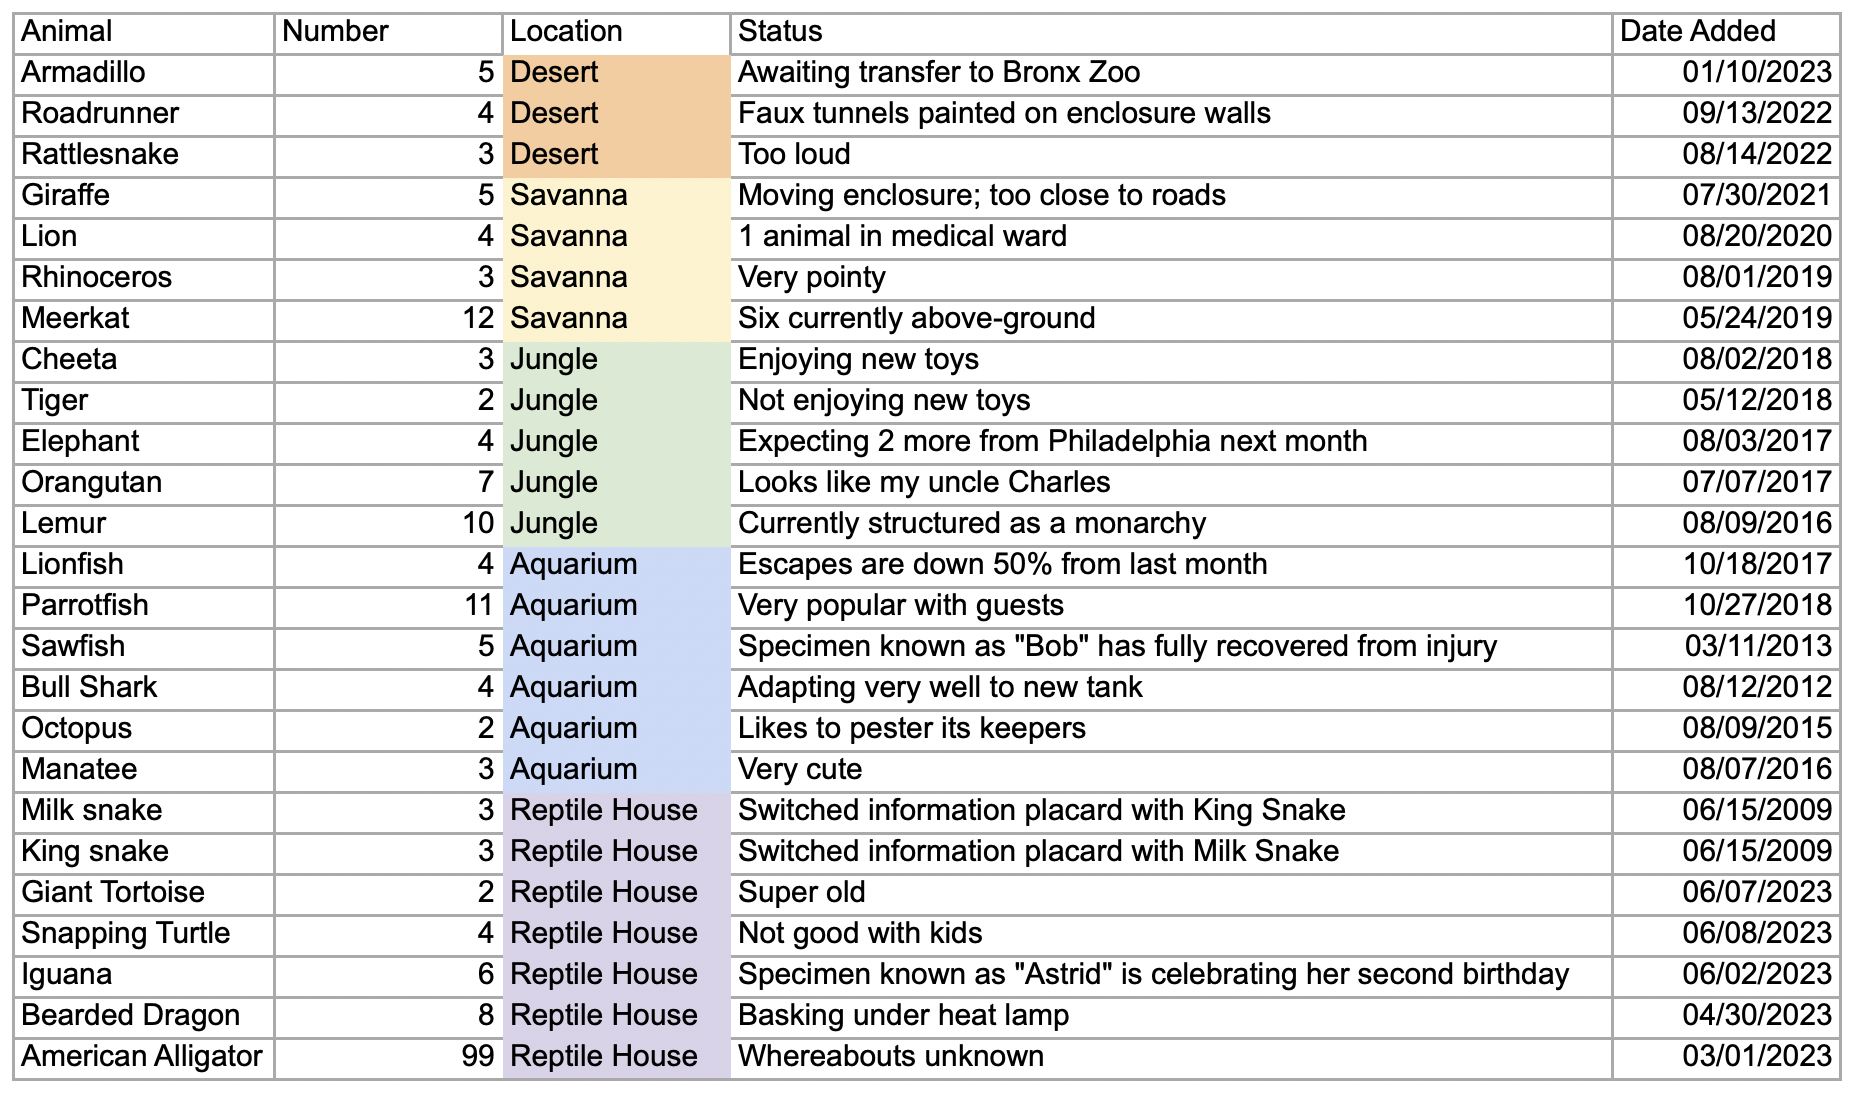 Animal Number Location Status Date Added
Armadillo 5 Desert Awaiting transfer to Bronx Zoo 01/10/2023
Roadrunner 4 Desert Faux tunnels painted on enclosure walls 09/13/2022
Rattlesnake 3 Desert Too loud 08/14/2022
Giraffe 5 Savanna Moving enclosure; too close to roads 07/30/2021
Lion 4 Savanna 1 animal in medical ward 08/20/2020
Rhinoceros 3 Savanna Very pointy 08/01/2019
Meerkat 12 Savanna Six currently above-ground 05/24/2019
Cheeta 3 Jungle Enjoying new toys 08/02/2018
Tiger 2 Jungle Not enjoying new toys 05/12/2018
Elephant 4 Jungle Expecting 2 more from Philadelphia next month 08/03/2017
Orangutan 7 Jungle Looks like my uncle Charles 07/07/2017
Lemur 10 Jungle Currently structured as a monarchy 08/09/2016
Lionfish 4 Aquarium Escapes are down 50% from last month 10/18/2017
Parrotfish 11 Aquarium Very popular with guests 10/27/2018
Sawfish 5 Aquarium Specimen known as "Bob" has fully recovered from injury 03/11/2013
Bull Shark 4 Aquarium Adapting very well to new tank 08/12/2012
Octopus 2 Aquarium Likes to pester its keepers 08/09/2015
Manatee 3 Aquarium Very cute 08/07/2016
Milk snake 3 Reptile House Switched information placard with King Snake 06/15/2009
King snake 3 Reptile House Switched information placard with Milk Snake 06/15/2009
Giant Tortoise 2 Reptile House Super old 06/07/2023
Snapping Turtle 4 Reptile House Not good with kids 06/08/2023
Iguana 6 Reptile House Specimen known as "Astrid" is celebrating her second birthday 06/02/2023
Bearded Dragon 8 Reptile House Basking under heat lamp 04/30/2023
American Alligator 99 Reptile House Whereabouts unknown 03/01/2023